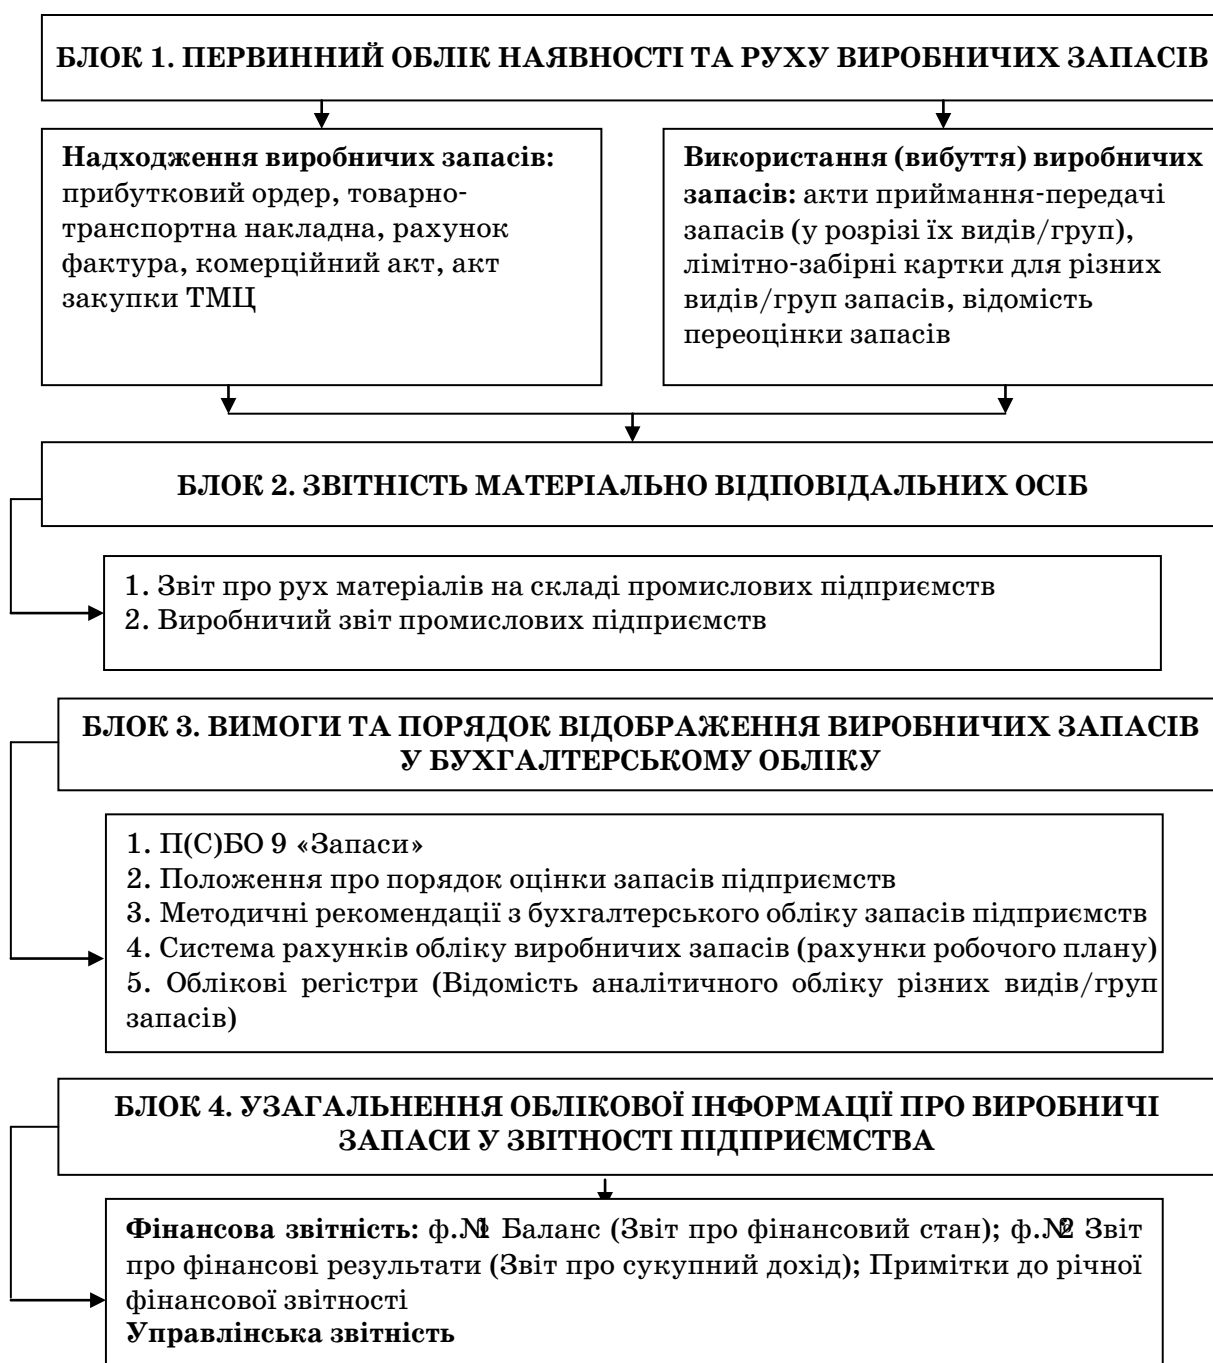 БЛОК 1. ПЕРВИННИЙ ОБЛІК НАЯВНОСТІ ТА РУХУ ВИРОБНИЧИХ ЗАПАСІВ
Надходження виробничих запасів:
прибутковий ордер, товарно-
транспортна накладна, рахунок
фактура, комерційний акт, акт
закупки ТМЦ
Використання (вибуття) виробничих
запасів: акти приймання-передачі
запасів (у розрізі їх видів/груп),
лімітно-забірні картки для різних
видів/груп запасів, відомість
переоцінки запасів
БЛОК 2. ЗВІТНІСТЬ МАТЕРІАЛЬНО ВІДПОВІДАЛЬНИХ ОСІБ
1. Звіт про рух матеріалів на складі промислових підприємств
2. Виробничий звіт промислових підприємств
БЛОК 3. ВИМОГИ ТА ПОРЯДОК ВІДОБРАЖЕННЯ ВИРОБНИЧИХ ЗАПАСІВ
У БУХГАЛТЕРСЬКОМУ ОБЛІКУ
1. П(С)БО 9 «Запаси»
2. Положення про порядок оцінки запасів підприємств
3. Методичні рекомендації з бухгалтерського обліку запасів підприємств
4. Система рахунків обліку виробничих запасів (рахунки робочого плану)
5. Облікові регістри (Відомість аналітичного обліку різних видів/груп
запасів)
БЛОК 4. УЗАГАЛЬНЕННЯ ОБЛІКОВОЇ ІНФОРМАЦІЇ ПРО ВИРОБНИЧІ
ЗАПАСИ У ЗВІТНОСТІ ПІДПРИЄМСТВА
Фінансова звітність: ф.№1 Баланс (Звіт про фінансовий стан); ф.№2 Звіт
про фінансові результати (Звіт про сукупний дохід); Примітки до річної
фінансової звітності
Управлінська звітність